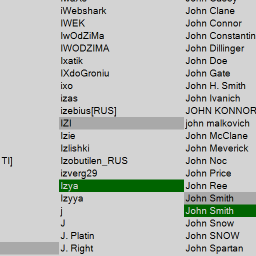 iWebshark John Clane
IWEK John Connor
IwOdZiMa John Constantin
IWODZIMA John Dillinger
Ixatik John Doe
IXdoGroniu John Gate
ixo John H. Smith
izas John Ivanich
izebius[RUS] JOHN KONNOR
IZI john malkovich
Izie John McClane
Izlishki John Meverick
TI] Izobutilen_RUS John Noc
izverg29 John Price
Izya John Ree
Izyya John Smith
j John Smith
J John Snow
J. Platin John SNOW
J. Right John Spartan